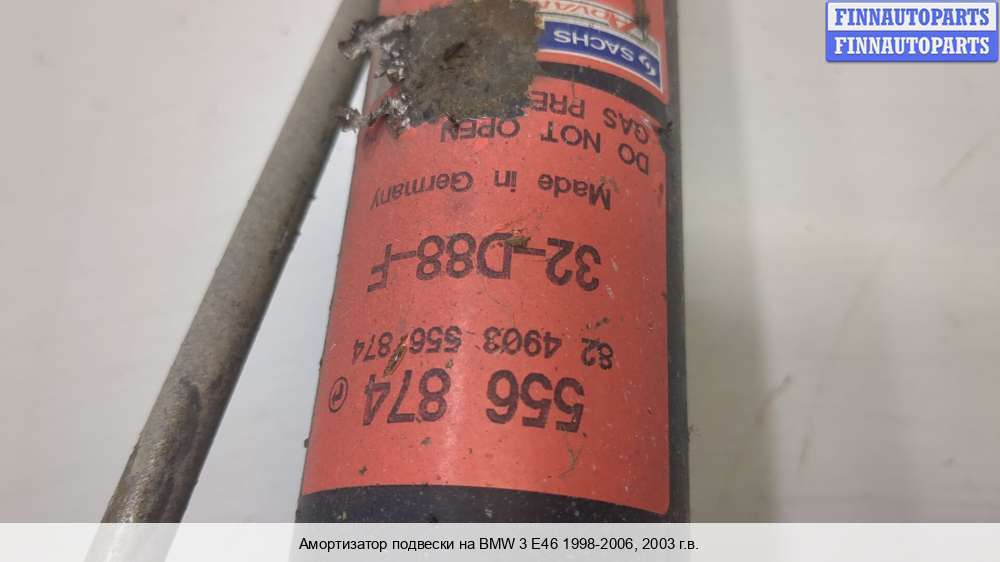 FINNAUTOPARTS
FINNAUTOPARTS
556 874
82 4903 556 874
32-D88-F
Made in Germany
DO NOT OPEN
GAS PRE
SACHS
ADVAN
Амортизатор подвески на BMW 3 E46 1998-2006, 2003 г.в.